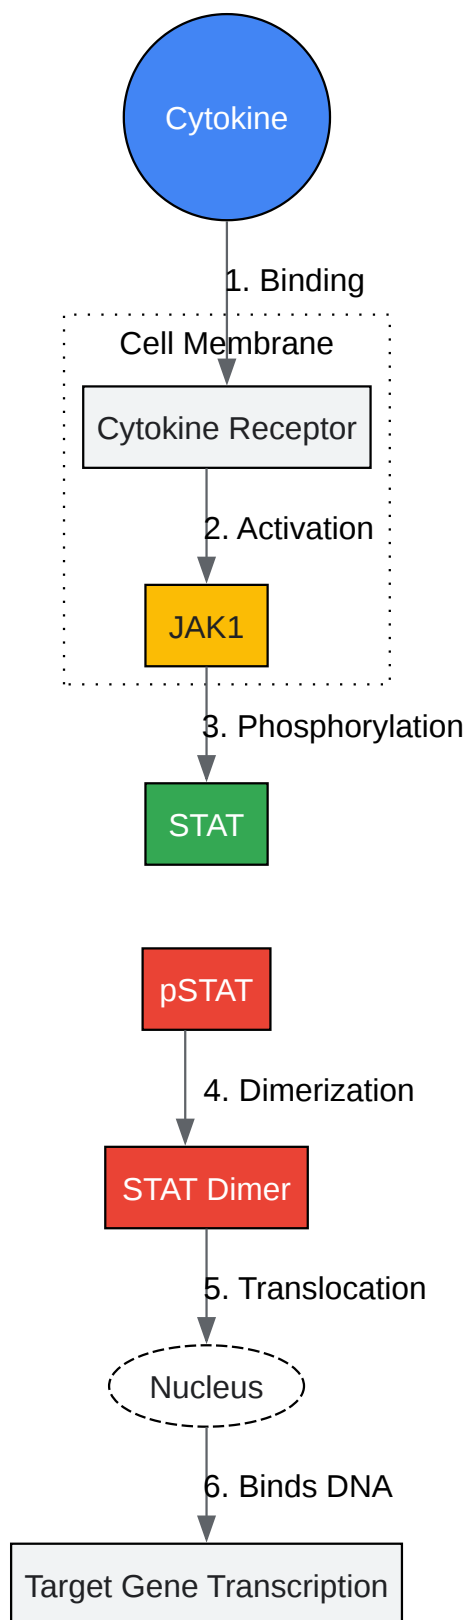 Cytokine
1. Binding
Cell Membrane
Cytokine Receptor
2. Activation
JAK1
3. Phosphorylation
STAT
pSTAT
4. Dimerization
STAT Dimer
5. Translocation
Nucleus
6. Binds DNA
Target Gene Transcription